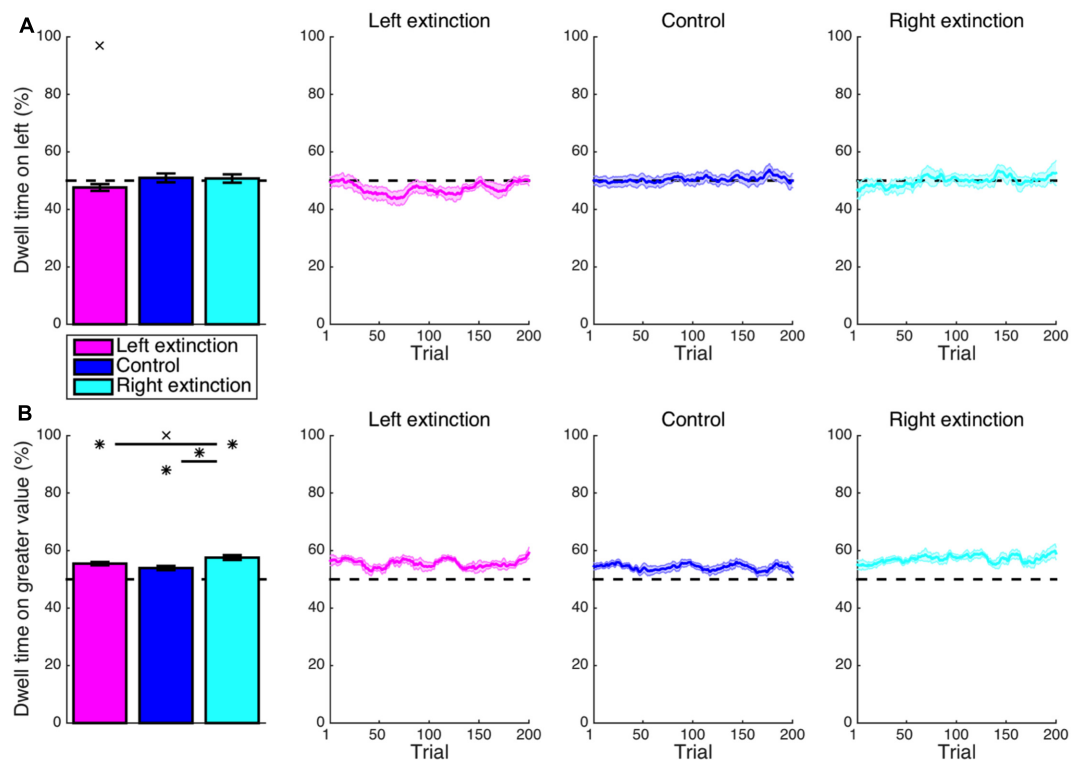 A
Dwell time on left (%)
100
80
60
40
20
0
×
Left extinction
100
80
60
40
20
0
1 50 100 150 200
Trial
Control
100
80
60
40
20
0
1 50 100 150 200
Trial
Right extinction
100
80
60
40
20
0
1 50 100 150 200
Trial
Left extinction
Control
Right extinction
B
Dwell time on greater value (%)
100
80
60
40
20
0
* × *
*
*
Left extinction
100
80
60
40
20
0
1 50 100 150 200
Trial
Control
100
80
60
40
20
0
1 50 100 150 200
Trial
Right extinction
100
80
60
40
20
0
1 50 100 150 200
Trial